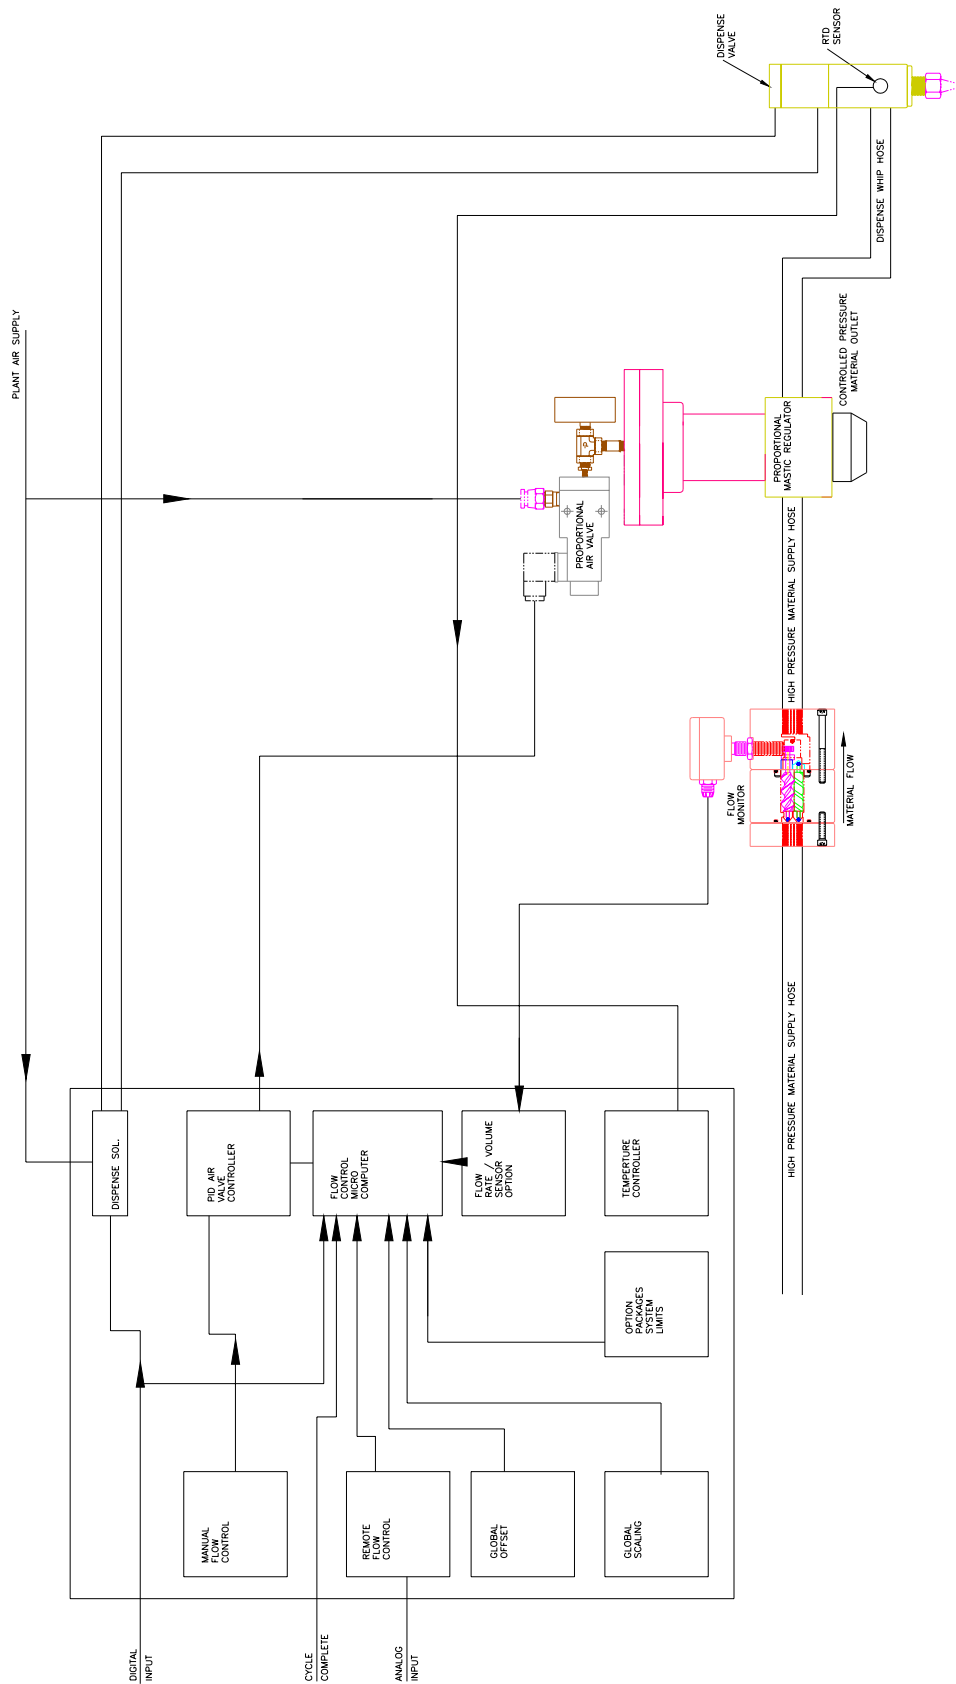 DISPENSE
VALVE
RTD
SENSOR
DISPENSE WHIP HOSE
PLANT AIR SUPPLY
CONTROLLED PRESSURE
MATERIAL OUTLET
PROPORTIONAL
MASTIC REGULATOR
PROPORTIONAL
AIR VALVE
HIGH PRESSURE MATERIAL SUPPLY HOSE
FLOW
MONITOR
MATERIAL FLOW
HIGH PRESSURE MATERIAL SUPPLY HOSE
DISPENSE SOL.
PID AIR
VALVE
CONTROLLER
FLOW
CONTROL
MICRO
COMPUTER
FLOW
RATE / VOLUME
SENSOR
OPTION
TEMPERTURE
CONTROLLER
OPTION
PACKAGES
SYSTEM
LIMITS
MANUAL
FLOW
CONTROL
REMOTE
FLOW
CONTROL
GLOBAL
OFFSET
GLOBAL
SCALING
DIGITAL
INPUT
CYCLE
COMPLETE
ANALOG
INPUT